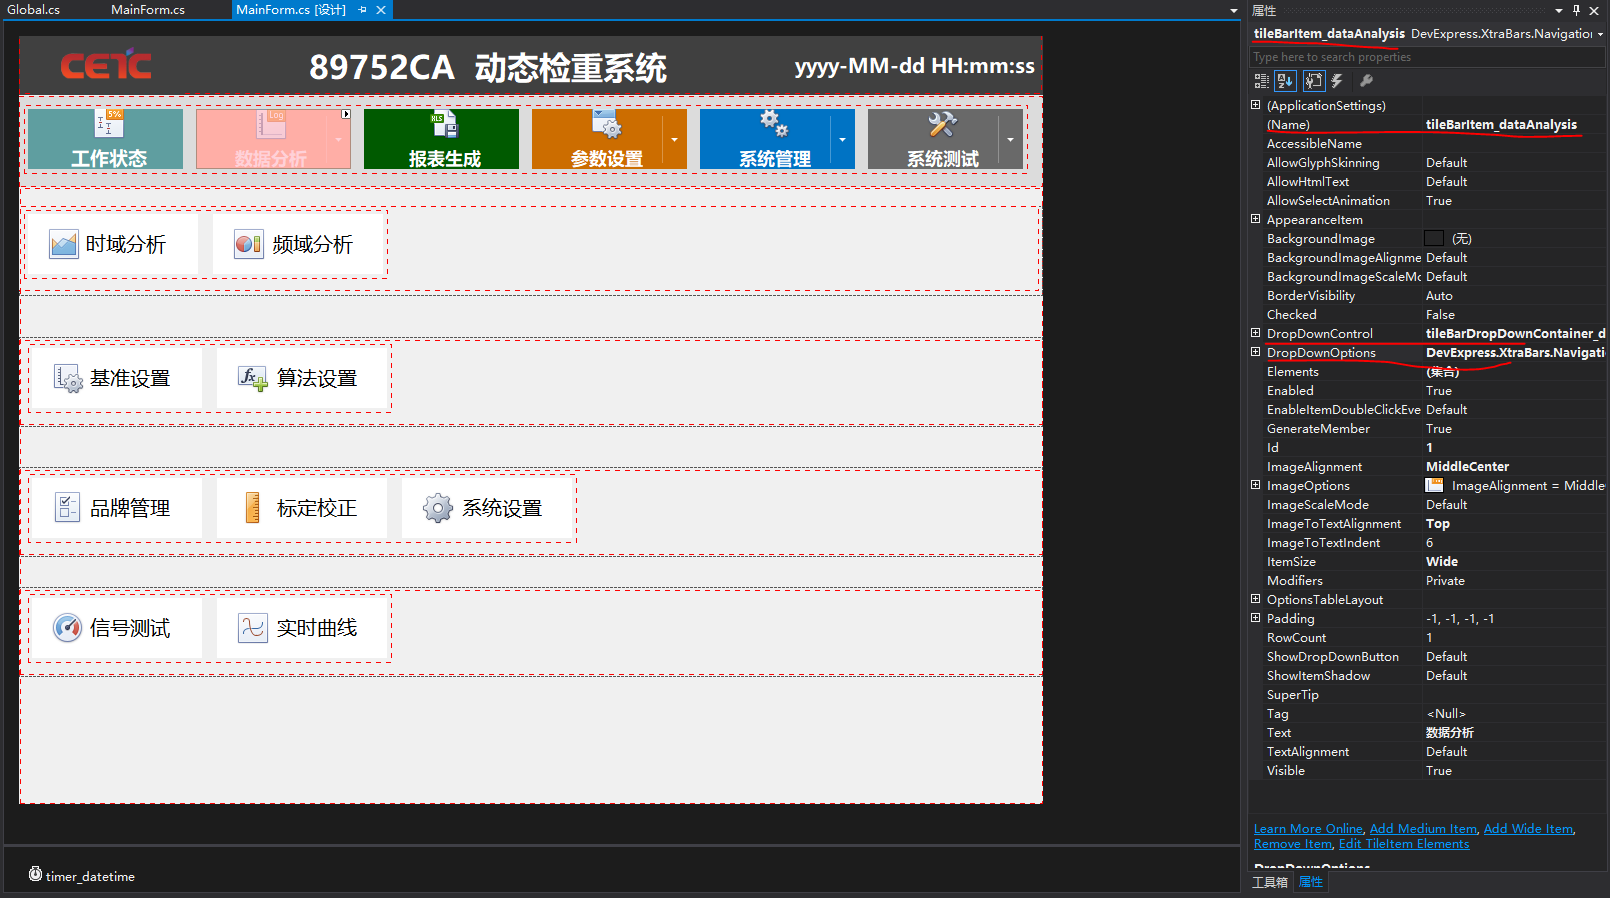 Global.cs MainForm.cs MainForm.cs [设计]
CETC 89752CA 动态检重系统 yyyy-MM-dd HH:mm:ss
5% Log XLS
工作状态 数据分析 报表生成 参数设置 系统管理 系统测试
时域分析 频域分析
基准设置 fx 算法设置
品牌管理 标定校正 系统设置
信号测试 实时曲线
timer_datetime
属性
tileBarItem_dataAnalysis DevExpress.XtraBars.Navigation
Type here to search properties
(ApplicationSettings)
(Name) tileBarItem_dataAnalysis
AccessibleName
AllowGlyphSkinning Default
AllowHtmlText Default
AllowSelectAnimation True
AppearanceItem
BackgroundImage (无)
BackgroundImageAlignme Default
BackgroundImageScaleMo Default
BorderVisibility Auto
Checked False
DropDownControl tileBarDropDownContainer_d
DropDownOptions DevExpress.XtraBars.Navigati
Elements (集合)
Enabled True
EnableItemDoubleClickEve Default
GenerateMember True
Id 1
ImageAlignment MiddleCenter
ImageOptions ImageAlignment = Middle
ImageScaleMode Default
ImageToTextAlignment Top
ImageToTextIndent 6
ItemSize Wide
Modifiers Private
OptionsTableLayout
Padding -1, -1, -1, -1
RowCount 1
ShowDropDownButton Default
ShowItemShadow Default
SuperTip
Tag <Null>
Text 数据分析
TextAlignment Default
Visible True
Learn More Online, Add Medium Item, Add Wide Item,
Remove Item, Edit TileItem Elements
DropDownOptions
工具箱 属性